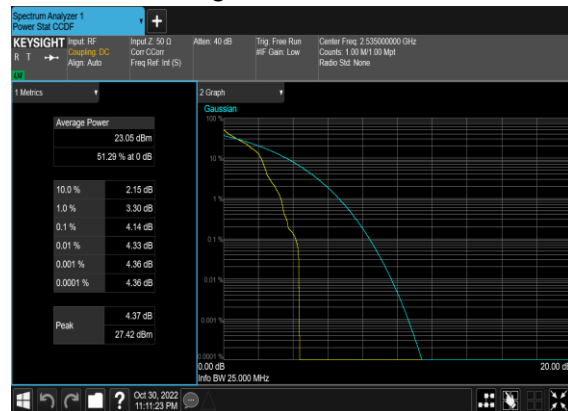 Spectrum Analyzer 1
Power Stat CCDF
KEYSIGHT
R T
LW
Input: RF
Coupling: DC
Align: Auto
Input Z: 50 Ω
Corr CCorr
Freq Ref: Int (S)
Atten: 40 dB
Trig: Free Run
#IF Gain: Low
Center Freq: 2.535000000 GHz
Counts: 1.00 M/1.00 Mpt
Radio Std: None
1 Metrics
Average Power
23.05 dBm
51.29 % at 0 dB
10.0 % 2.15 dB
1.0 % 3.30 dB
0.1 % 4.14 dB
0.01 % 4.33 dB
0.001 % 4.36 dB
0.0001 % 4.36 dB
Peak
4.37 dB
27.42 dBm
2 Graph
Gaussian
100 %
10 %
1 %
0.1 %
0.01 %
0.001 %
0.0001 %
0.00 dB
20.00 dB
Info BW 25.000 MHz
Oct 30, 2022
11:11:23 PM